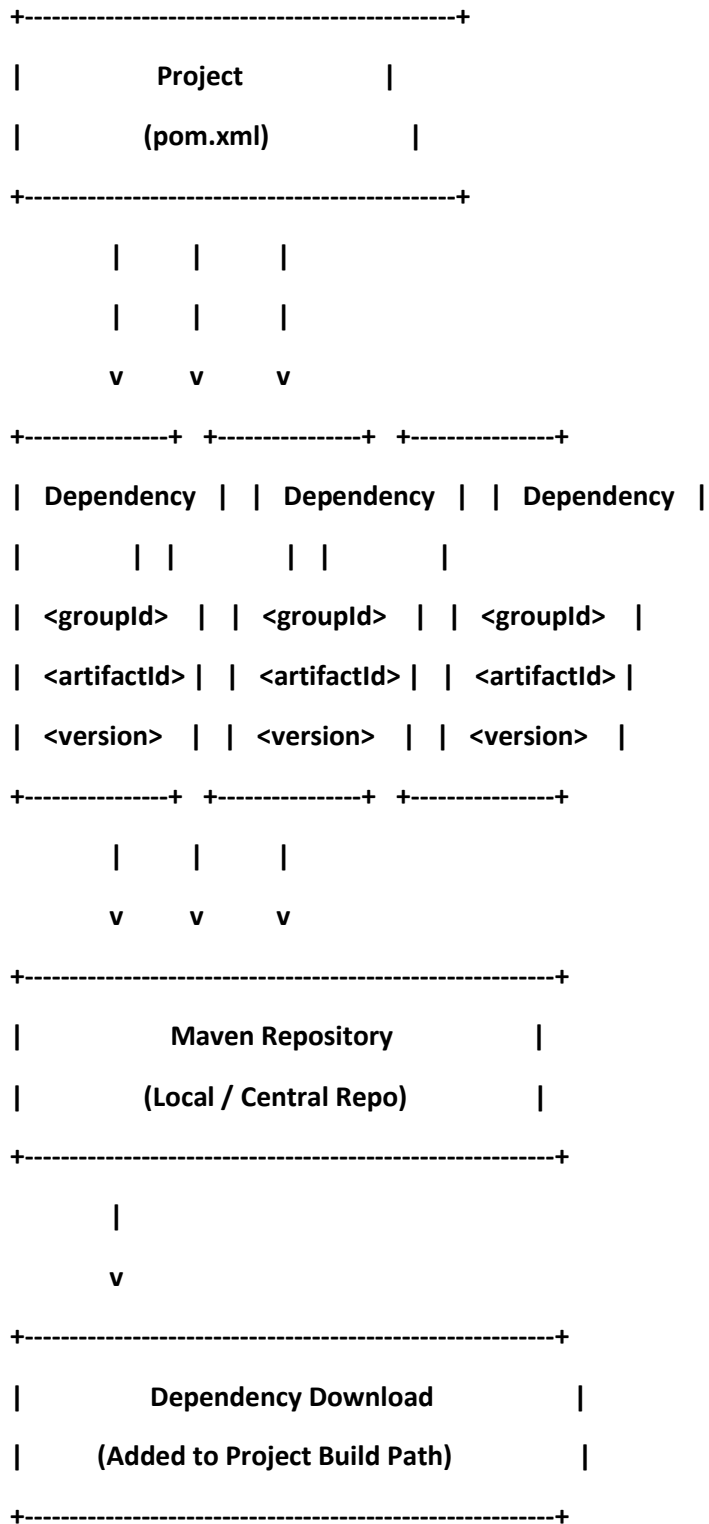 +------------------------------------------------+
| Project |
| (pom.xml) |
+------------------------------------------------+
| | |
| | |
v v v
+----------------+ +----------------+ +----------------+
| Dependency | | Dependency | | Dependency |
| | | | | |
| <groupId> | | <groupId> | | <groupId> |
| <artifactId> | | <artifactId> | | <artifactId> |
| <version> | | <version> | | <version> |
+----------------+ +----------------+ +----------------+
| | |
v v v
+-----------------------------------------------------------+
| Maven Repository |
| (Local / Central Repo) |
+-----------------------------------------------------------+
|
v
+-----------------------------------------------------------+
| Dependency Download |
| (Added to Project Build Path) |
+-----------------------------------------------------------+